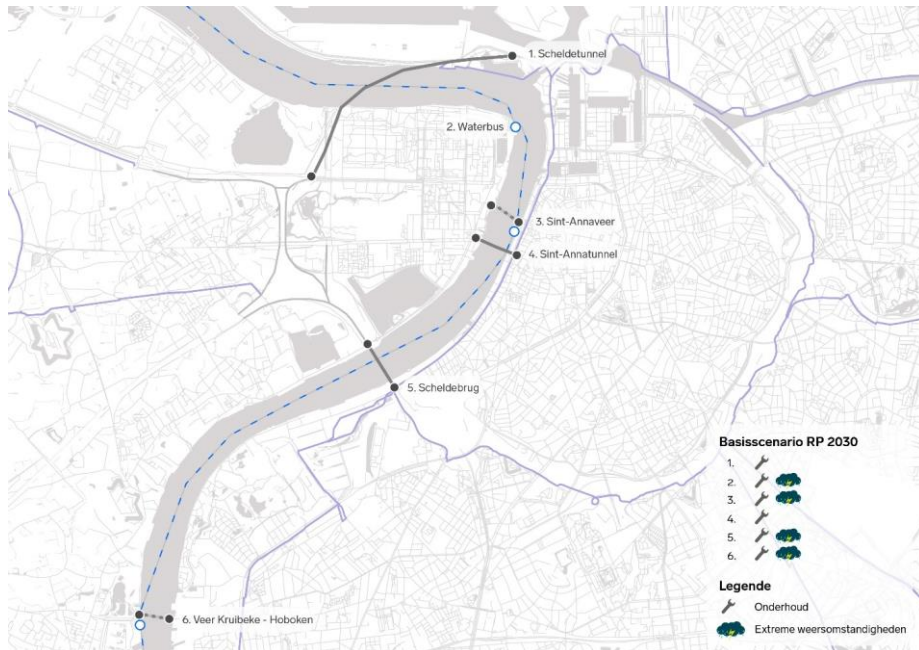 1. Scheldetunnel
2. Waterbus
3. Sint-Annaveer
4. Sint-Annatunnel
5. Scheldebrug
6. Veer Kruibeke - Hoboken
Basisscenario RP 2030
1.
2.
3.
4.
5.
6.
Legende
Onderhoud
Extreme weersomstandigheden